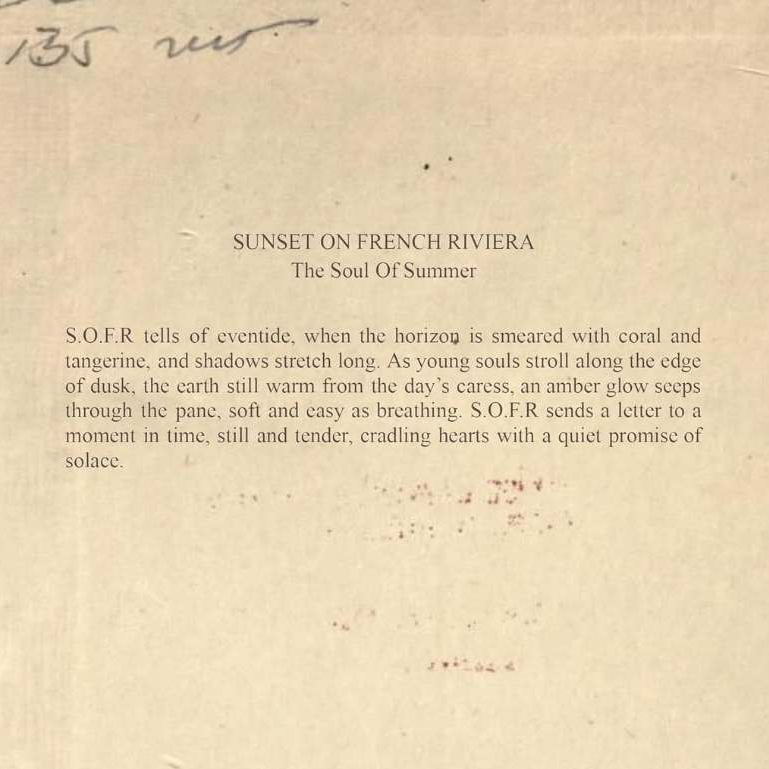 135
SUNSET ON FRENCH RIVIERA
The Soul Of Summer
S.O.F.R tells of eventide, when the horizon is smeared with coral and
tangerine, and shadows stretch long. As young souls stroll along the edge
of dusk, the earth still warm from the day's caress, an amber glow seeps
through the pane, soft and easy as breathing. S.O.F.R sends a letter to a
moment in time, still and tender, cradling hearts with a quiet promise of
solace.